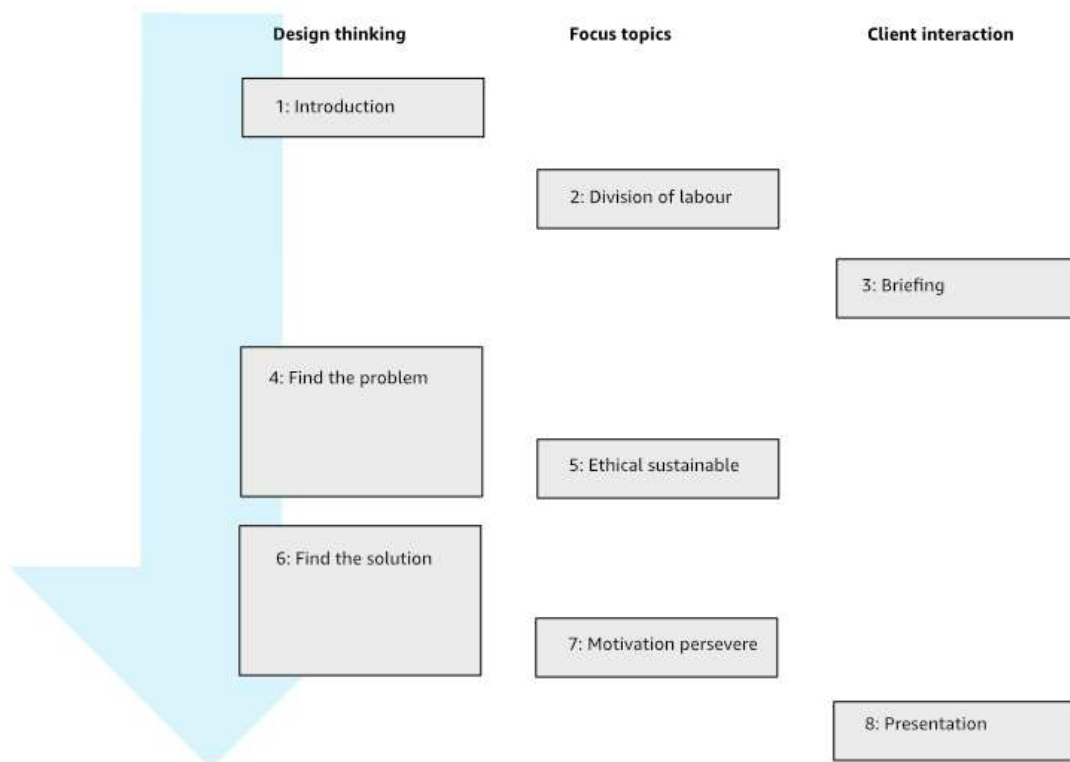 Design thinking
Focus topics
Client interaction
1: Introduction
2: Division of labour
3: Briefing
4: Find the problem
5: Ethical sustainable
6: Find the solution
7: Motivation persevere
8: Presentation